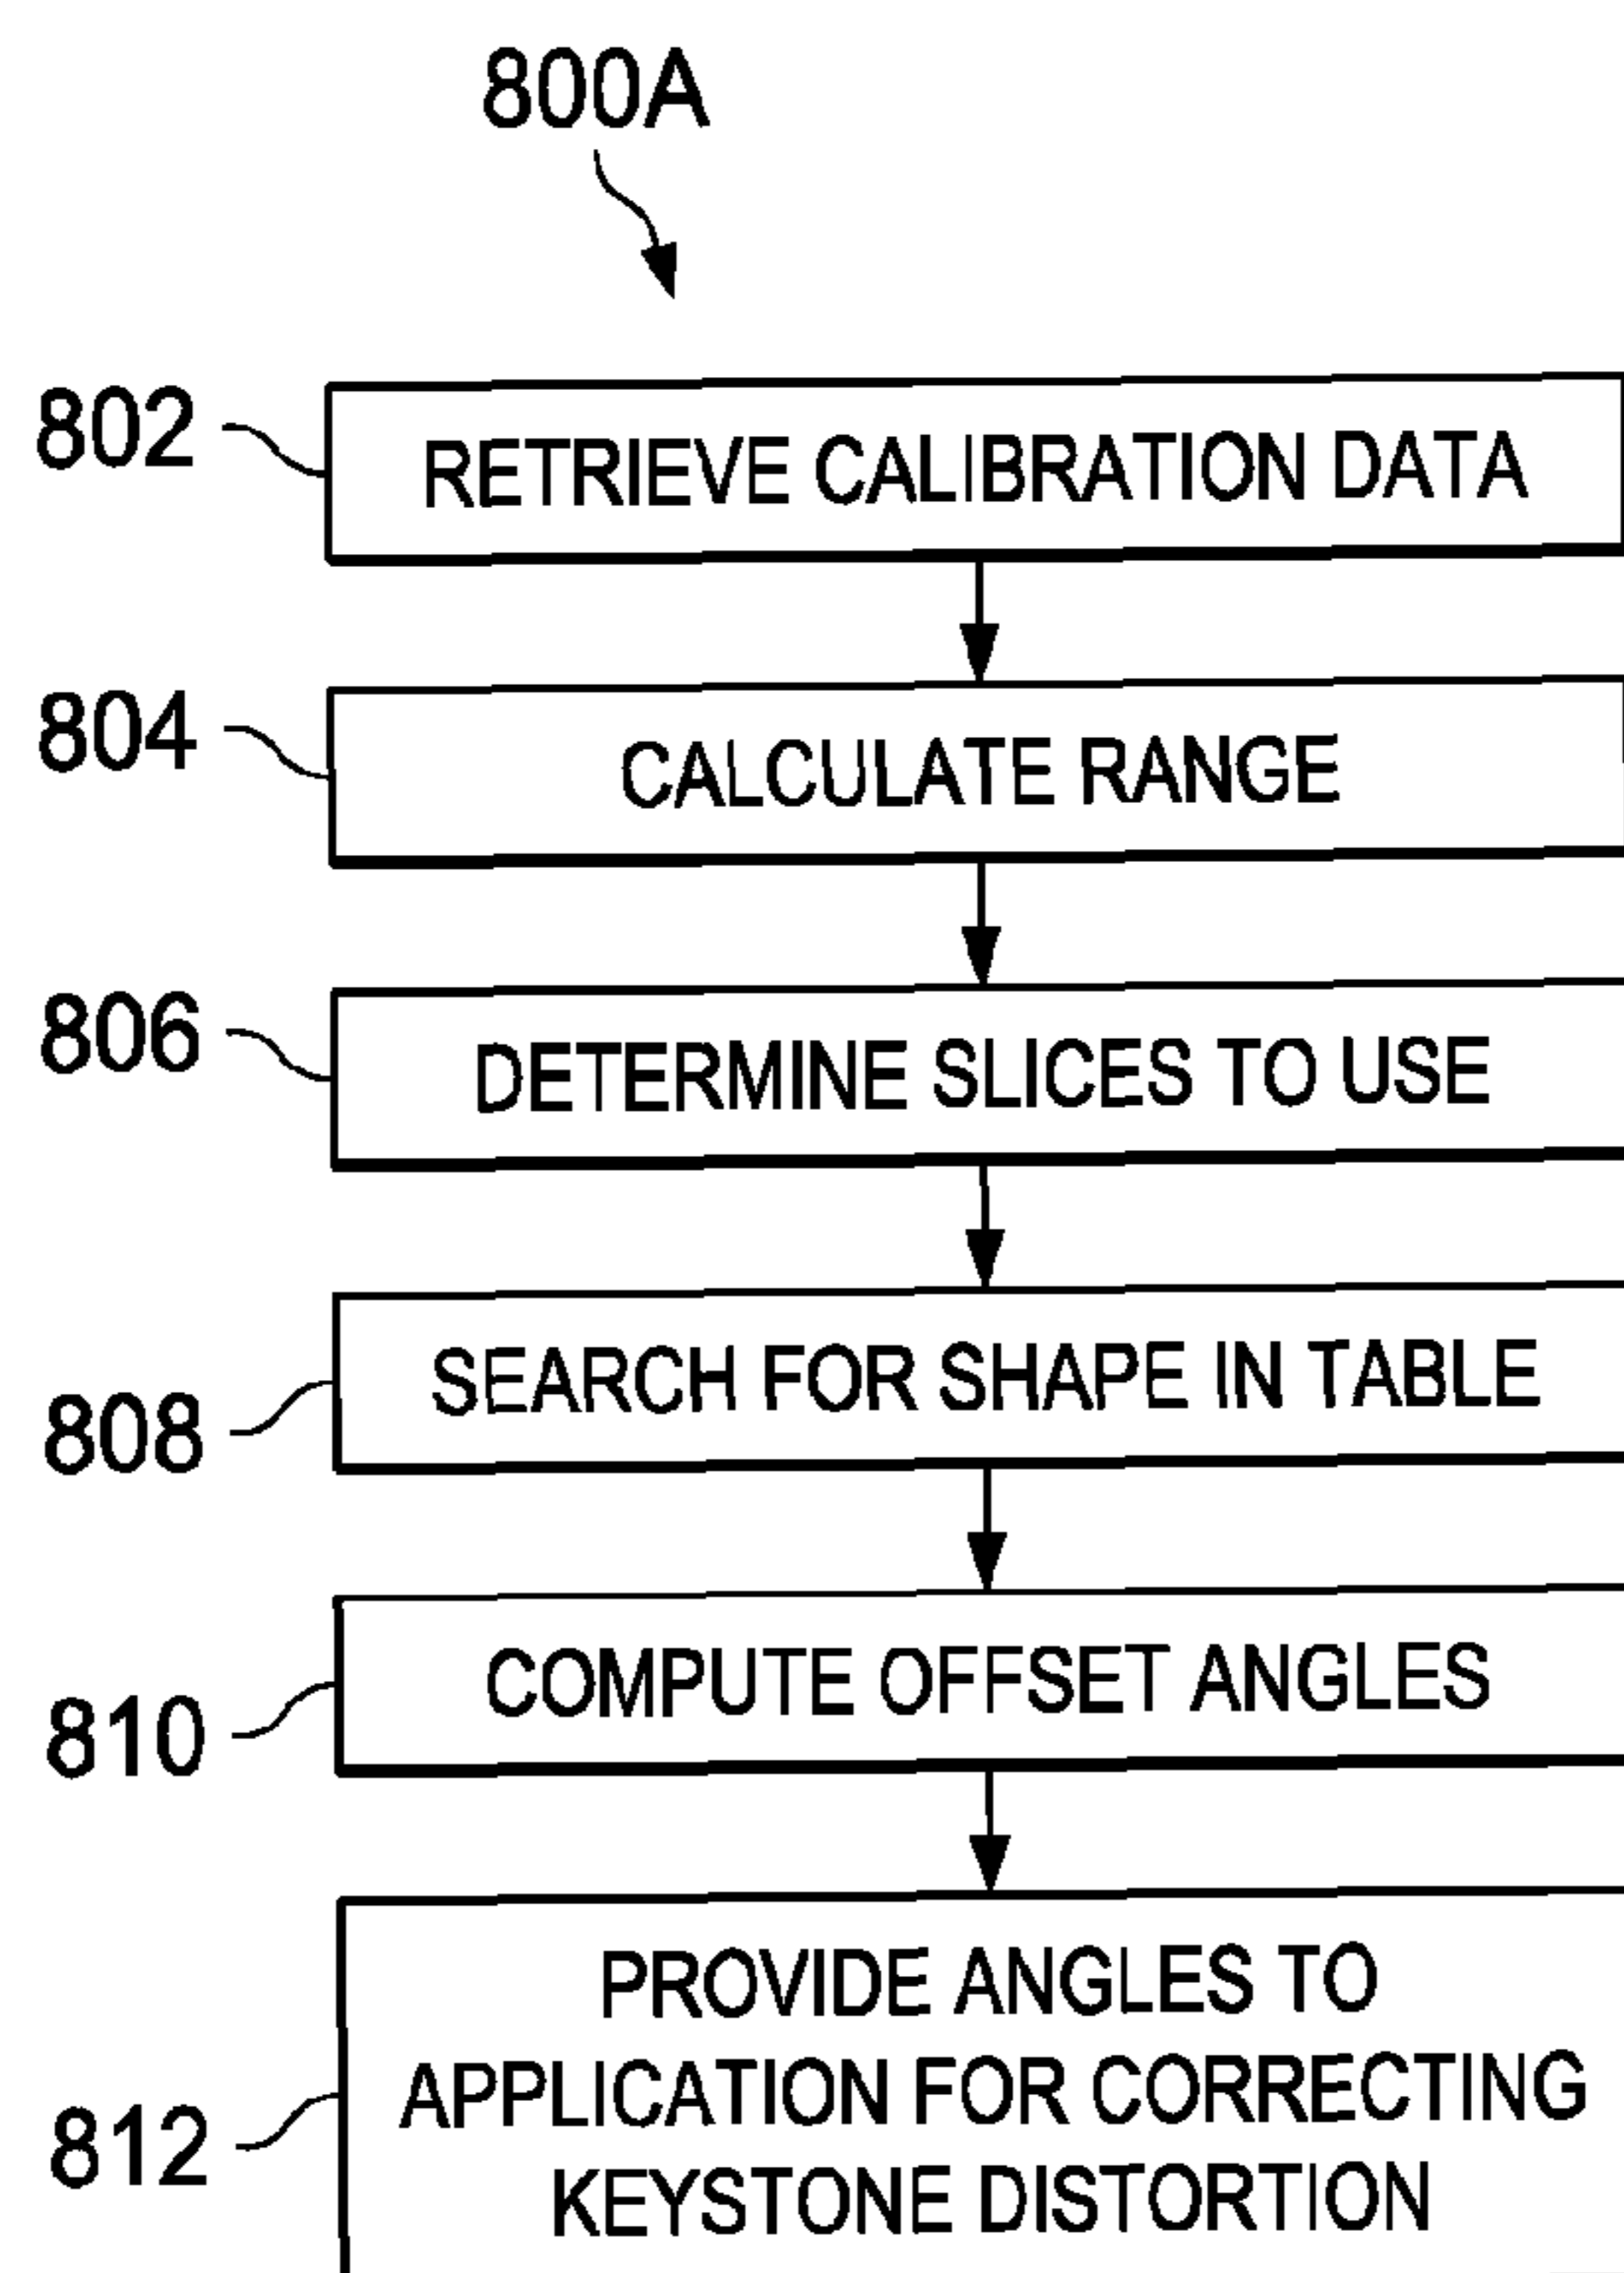 800A
802
RETRIEVE CALIBRATION DATA
804
CALCULATE RANGE
806
DETERMINE SLICES TO USE
808
SEARCH FOR SHAPE IN TABLE
810
COMPUTE OFFSET ANGLES
812
PROVIDE ANGLES TO
APPLICATION FOR CORRECTING
KEYSTONE DISTORTION